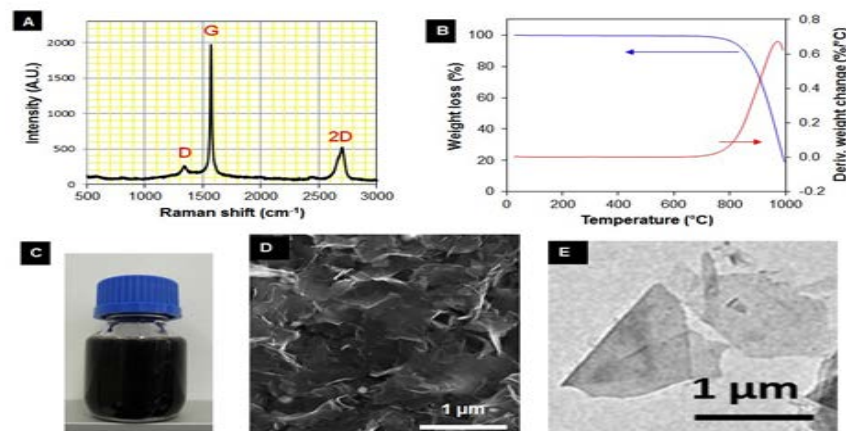 A
G
D
2D
2000
1500
1000
500
0
Intensity (A.U.)
500 1000 1500 2000 2500 3000
Raman shift (cm⁻¹)
B
100
80
60
40
20
0
Weight loss (%)
0.8
0.6
0.4
0.2
0.0
-0.2
Deriv. weight change (%/°C)
0 200 400 600 800 1000
Temperature (°C)
C
D
1 µm
E
1 µm